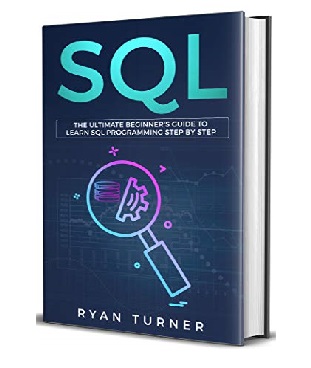 SQL
THE ULTIMATE BEGINNER'S GUIDE TO
LEARN SQL PROGRAMMING STEP BY STEP
RYAN TURNER